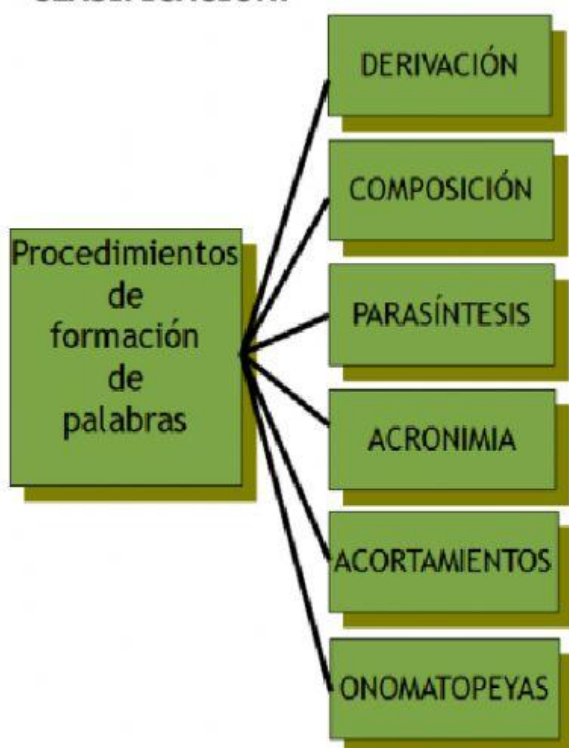 DERIVACIÓN
COMPOSICIÓN
Procedimientos
de
formación
de
palabras
PARASÍNTESIS
ACRONIMIA
ACORTAMIENTOS
ONOMATOPEYAS